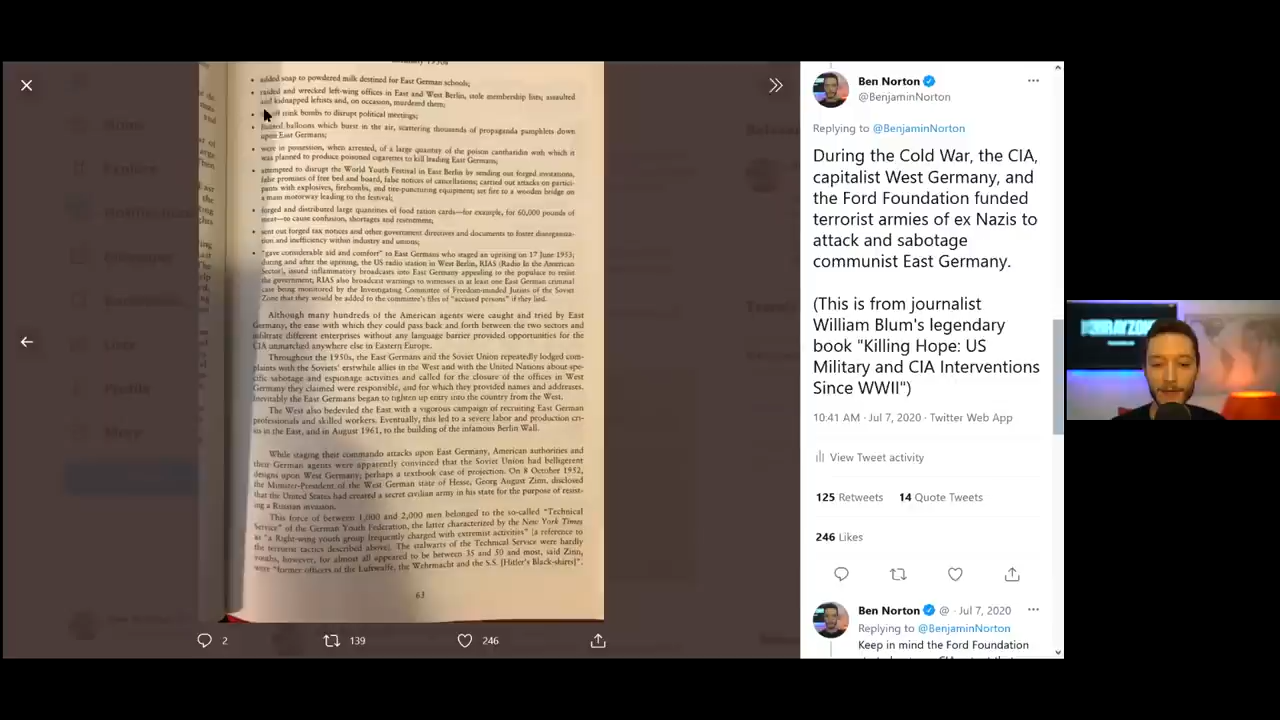 added soap to powdered milk destined for East German schools;
raided and wrecked left-wing offices in East and West Berlin, stole membership lists; assaulted
and kidnapped leftists and, on occasion, murdered them;
stink bombs to disrupt political meetings;
floated balloons which burst in the air, scattering thousands of propaganda pamphlets down
upon East Germans;
were in possession, when arrested, of a large quantity of the poison cantharidin with which it
was planned to produce poisoned cigarettes to kill leading East Germans;
attempted to disrupt the World Youth Festival in East Berlin by sending out forged invitations,
false promises of free bed and board, false notices of cancellations; carried out attacks on partici-
pants with explosives, firebombs, and tire-puncturing equipment; set fire to a wooden bridge on
a main motorway leading to the festival;
forged and distributed large quantities of food ration cards—for example, for 60,000 pounds of
meat—to cause confusion, shortages and resentment;
sent out forged tax notices and other government directives and documents to foster disorganiza-
tion and inefficiency within industry and unions;
"gave considerable aid and comfort" to East Germans who staged an uprising on 17 June 1953;
during and after the uprising, the US radio station in West Berlin, RIAS (Radio In the American
Sector), issued inflammatory broadcasts into East Germany appealing to the populace to resist
the government; RIAS also broadcast warnings to witnesses in at least one East German criminal
case being monitored by the Investigating Committee of Freedom-minded Jurists of the Soviet
Zone that they would be added to the committee's files of "accused persons" if they lied.
Although many hundreds of the American agents were caught and tried by East
Germany, the ease with which they could pass back and forth between the two sectors and
infiltrate different enterprises without any language barrier provided opportunities for the
CIA unmatched anywhere else in Eastern Europe.
Throughout the 1950s, the East Germans and the Soviet Union repeatedly lodged com-
plaints with the Soviets' erstwhile allies in the West and with the United Nations about spe-
cific sabotage and espionage activities and called for the closure of the offices in West
Germany they claimed were responsible, and for which they provided names and addresses.
Inevitably the East Germans began to tighten up entry into the country from the West.
The West also bedeviled the East with a vigorous campaign of recruiting East German
professionals and skilled workers. Eventually, this led to a severe labor and production cri-
sis in the East, and in August 1961, to the building of the infamous Berlin Wall.
While staging their commando attacks upon East Germany, American authorities and
their German agents were apparently convinced that the Soviet Union had belligerent
designs upon West Germany; perhaps a textbook case of projection. On 8 October 1952,
the Minister-President of the West German state of Hesse, Georg August Zinn, disclosed
that the United States had created a secret civilian army in his state for the purpose of resist-
ing a Russian invasion.
This force of between 1,000 and 2,000 men belonged to the so-called "Technical
Service" of the German Youth Federation, the latter characterized by the New York Times
as "a Right-wing youth group frequently charged with extremist activities" (a reference to
the terrorist tactics described above). The stalwarts of the Technical Service were hardly
youths, however, for almost all appeared to be between 35 and 50 and most, said Zinn,
were "former officers of the Luftwaffe, the Wehrmacht and the S.S. [Hitler's Black-shirts]".
63
2
139
246
Ben Norton
@BenjaminNorton
Replying to @BenjaminNorton
During the Cold War, the CIA,
capitalist West Germany, and
the Ford Foundation funded
terrorist armies of ex Nazis to
attack and sabotage
communist East Germany.
(This is from journalist
William Blum's legendary
book "Killing Hope: US
Military and CIA Interventions
Since WWII")
10:41 AM · Jul 7, 2020 · Twitter Web App
View Tweet activity
125 Retweets 14 Quote Tweets
246 Likes
Ben Norton @ · Jul 7, 2020
Replying to @BenjaminNorton
Keep in mind the Ford Foundation